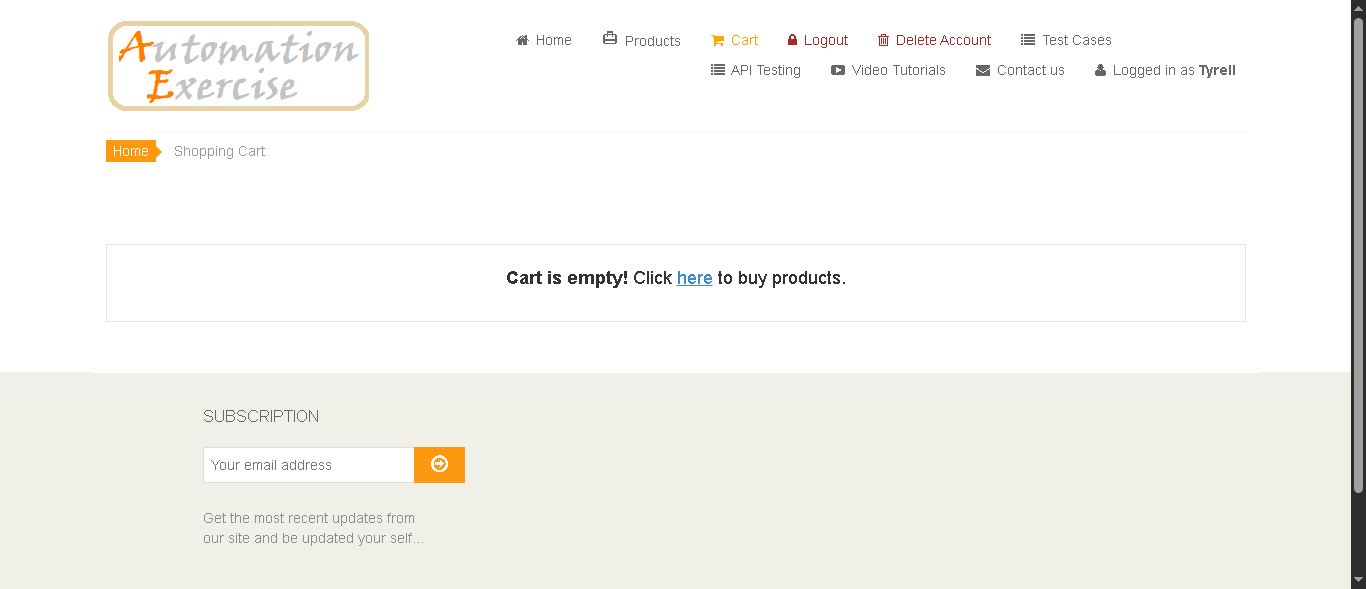 Automation
Exercise
Home Products Cart Logout Delete Account Test Cases
API Testing Video Tutorials Contact us Logged in as Tyrell
Home Shopping Cart
Cart is empty! Click here to buy products.
SUBSCRIPTION
Your email address
Get the most recent updates from
our site and be updated your self...